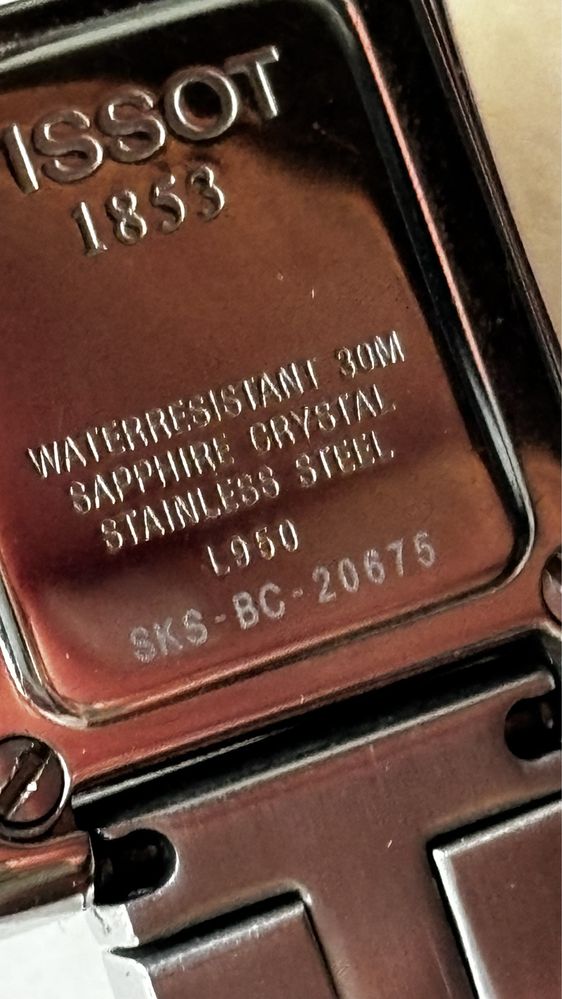 ISSOT
1853
WATERRESISTANT 30M
SAPPHIRE CRYSTAL
STAINLESS STEEL
L950
SKS-BC-20675